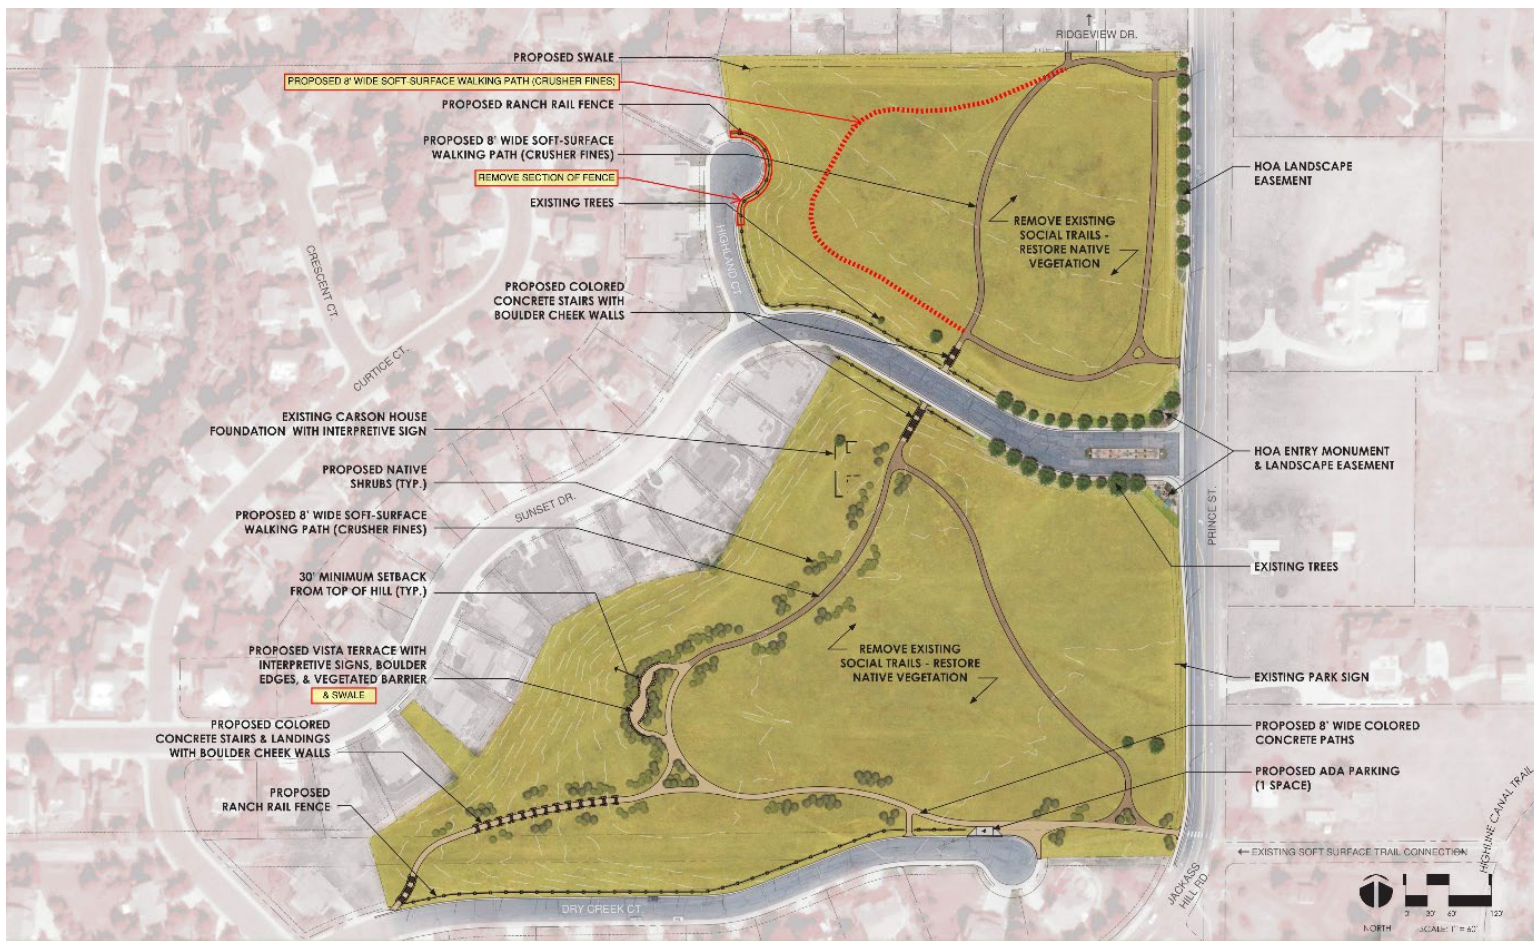 RIDGEVIEW DR.
PROPOSED SWALE
PROPOSED 8' WIDE SOFT-SURFACE WALKING PATH (CRUSHER FINES)
PROPOSED RANCH RAIL FENCE
PROPOSED 8' WIDE SOFT-SURFACE
WALKING PATH (CRUSHER FINES)
REMOVE SECTION OF FENCE
EXISTING TREES
HOA LANDSCAPE
EASEMENT
REMOVE EXISTING
SOCIAL TRAILS -
RESTORE NATIVE
VEGETATION
HIGHLAND CT.
CRESCENT CT.
CURTICE CT.
PROPOSED COLORED
CONCRETE STAIRS WITH
BOULDER CHEEK WALLS
EXISTING CARSON HOUSE
FOUNDATION WITH INTERPRETIVE SIGN
HOA ENTRY MONUMENT
& LANDSCAPE EASEMENT
PROPOSED NATIVE
SHRUBS (TYP.)
SUNSET DR.
PRINCE ST.
PROPOSED 8' WIDE SOFT-SURFACE
WALKING PATH (CRUSHER FINES)
EXISTING TREES
30' MINIMUM SETBACK
FROM TOP OF HILL (TYP.)
PROPOSED VISTA TERRACE WITH
INTERPRETIVE SIGNS, BOULDER
EDGES, & VEGETATED BARRIER
& SWALE
REMOVE EXISTING
SOCIAL TRAILS - RESTORE
NATIVE VEGETATION
EXISTING PARK SIGN
PROPOSED COLORED
CONCRETE STAIRS & LANDINGS
WITH BOULDER CHEEK WALLS
PROPOSED 8' WIDE COLORED
CONCRETE PATHS
PROPOSED ADA PARKING
(1 SPACE)
PROPOSED
RANCH RAIL FENCE
HIGHLINE CANAL TRAIL
EXISTING SOFT SURFACE TRAIL CONNECTION
JACKASS
HILL RD.
DRY CREEK CT.
0' 30' 60' 120'
NORTH
SCALE: 1" = 60'